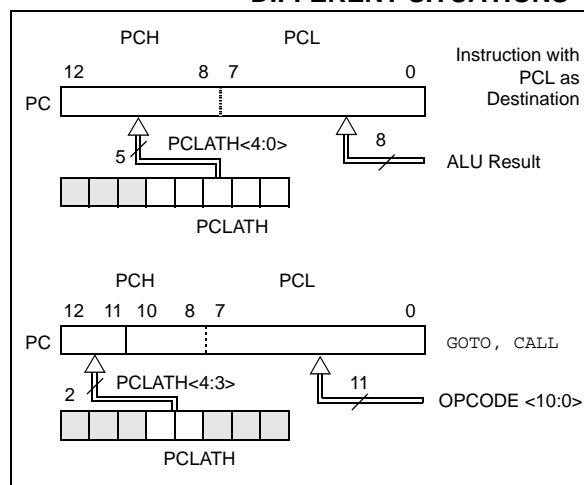 DIFFERENT SITUATIONS
PCH PCL
12 8 7 0
Instruction with
PCL as
Destination
PC
PCLATH<4:0>
5
8
ALU Result
PCLATH
PCH PCL
12 11 10 8 7 0
PC
GOTO, CALL
PCLATH<4:3>
2
11
OPCODE <10:0>
PCLATH